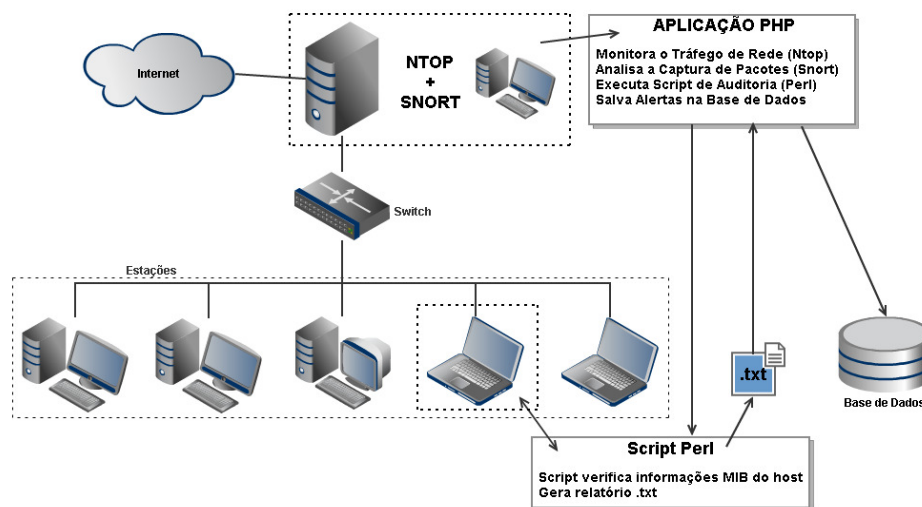 APLICAÇÃO PHP
Monitora o Tráfego de Rede (Ntop)
Analisa a Captura de Pacotes (Snort)
Executa Script de Auditoria (Perl)
Salva Alertas na Base de Dados
Internet
NTOP
+
SNORT
Switch
Estações
.txt
Base de Dados
Script Perl
Script verifica informações MIB do host
Gera relatório .txt